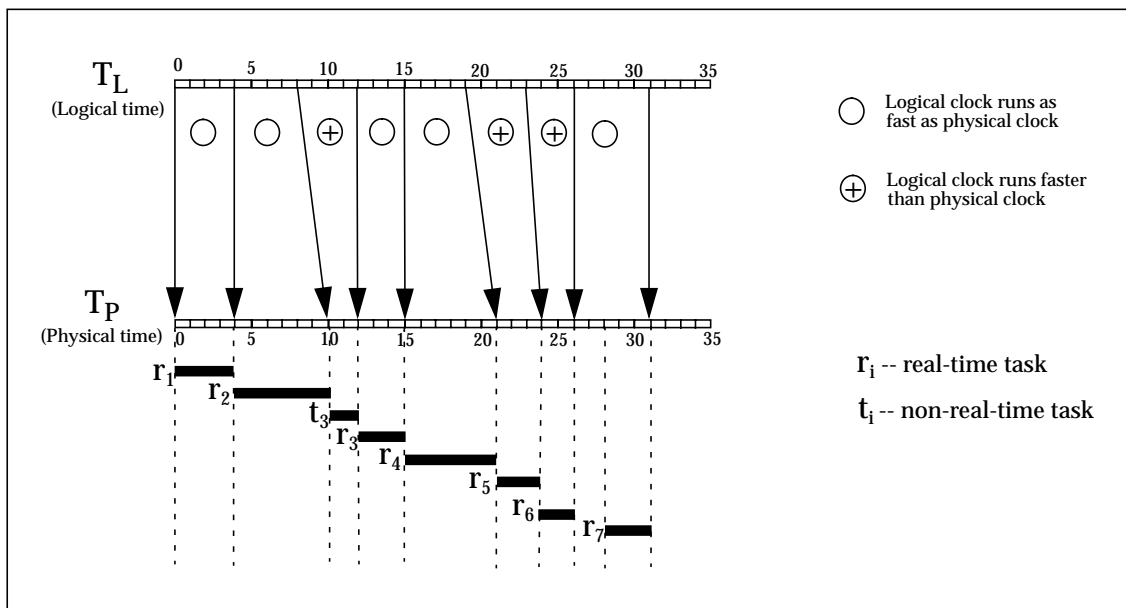 0 5 10 15 20 25 30 35
T_L
(Logical time)
Logical clock runs as
fast as physical clock
+ + +
+ Logical clock runs faster
than physical clock
T_P
(Physical time)
0 5 10 15 20 25 30 35
r_1
r_2
t_3
r_3
r_4
r_5
r_6
r_7
r_i -- real-time task
t_i -- non-real-time task